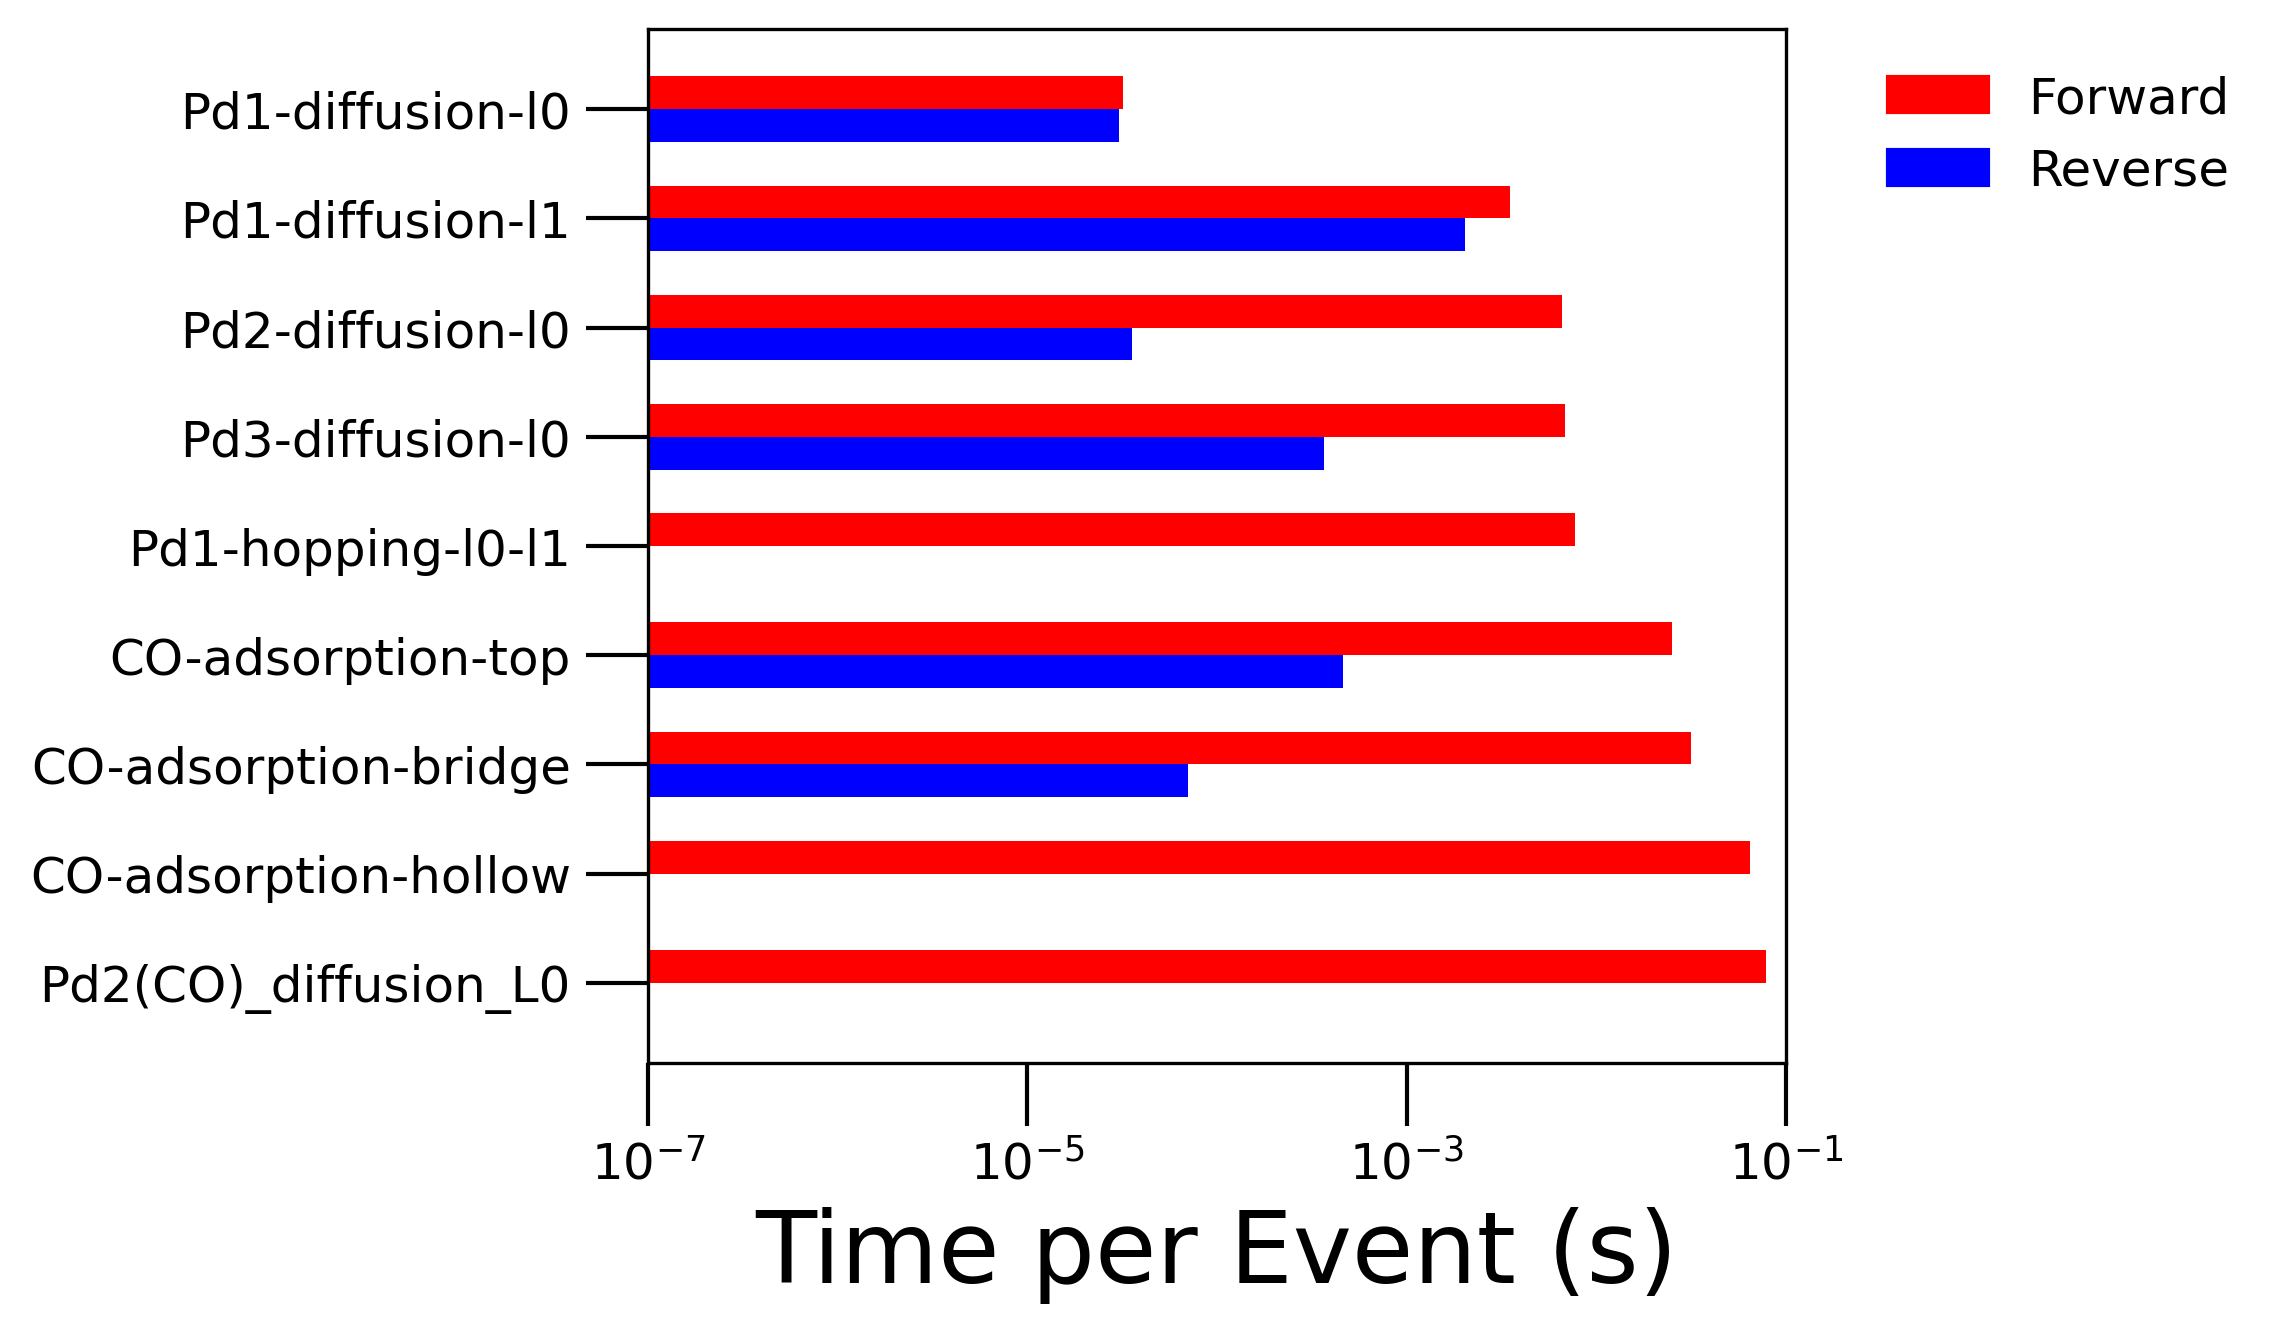 Pd1-diffusion-l0
Pd1-diffusion-l1
Pd2-diffusion-l0
Pd3-diffusion-l0
Pd1-hopping-l0-l1
CO-adsorption-top
CO-adsorption-bridge
CO-adsorption-hollow
Pd2(CO)_diffusion_L0
10⁻⁷ 10⁻⁵ 10⁻³ 10⁻¹
Time per Event (s)
Forward
Reverse